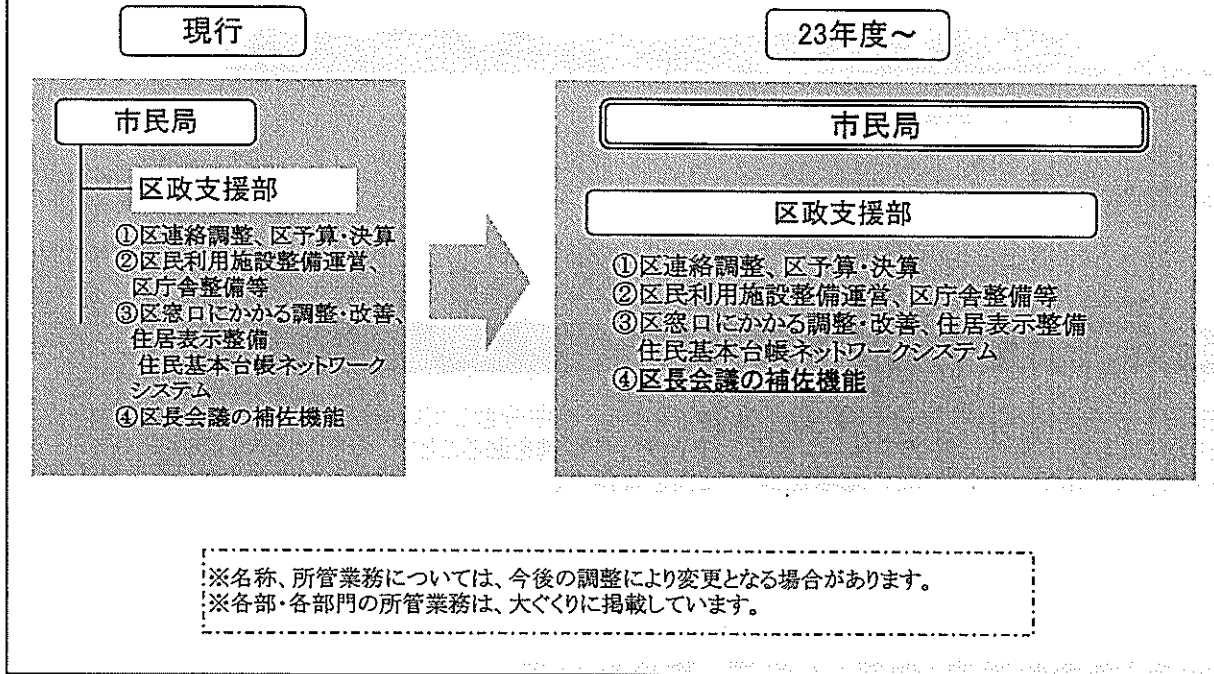 現行
23年度～
市民局
区政支援部
①区連絡調整、区予算・決算
②区民利用施設整備運営、
区庁舎整備等
③区窓口にかかる調整・改善、
住居表示整備
住民基本台帳ネットワーク
システム
④区長会議の補佐機能
市民局
区政支援部
①区連絡調整、区予算・決算
②区民利用施設整備運営、区庁舎整備等
③区窓口にかかる調整・改善、住居表示整備
住民基本台帳ネットワークシステム
④区長会議の補佐機能
※名称、所管業務については、今後の調整により変更となる場合があります。
※各部・各部門の所管業務は、大ぐくりに掲載しています。